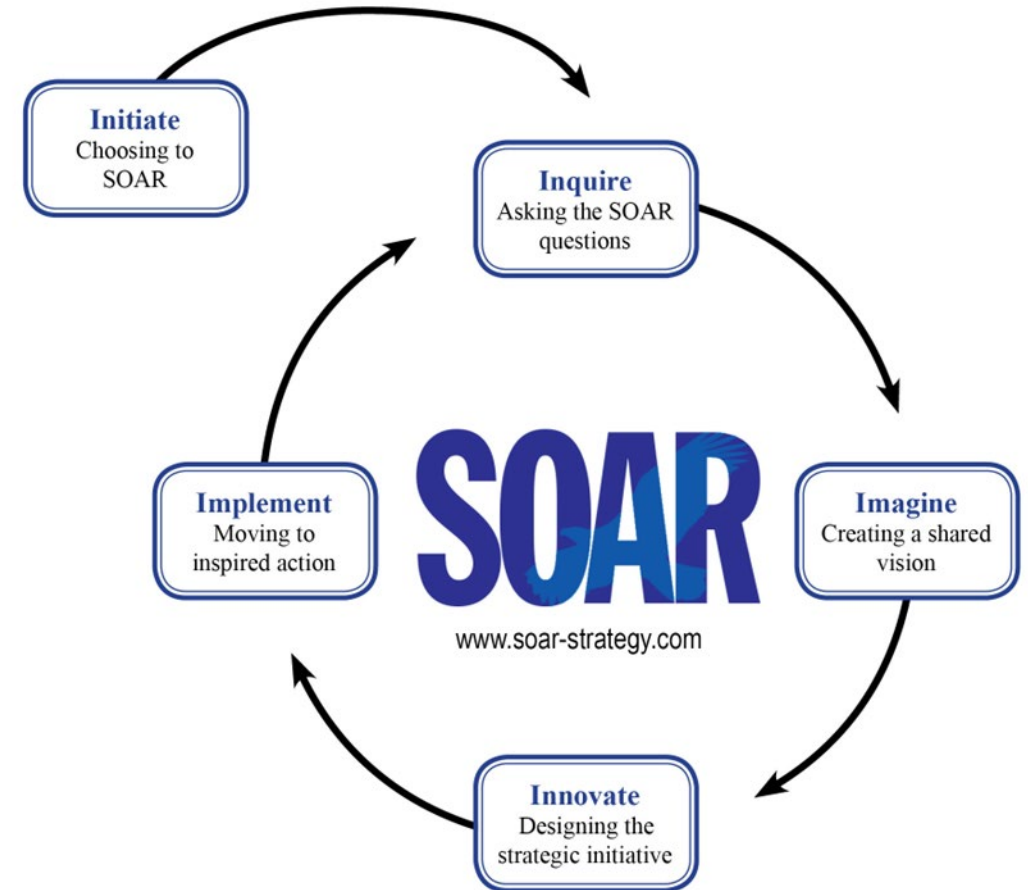 Initiate
Choosing to
SOAR
Inquire
Asking the SOAR
questions
Imagine
Creating a shared
vision
Innovate
Designing the
strategic initiative
Implement
Moving to
inspired action
SOAR
www.soar-strategy.com